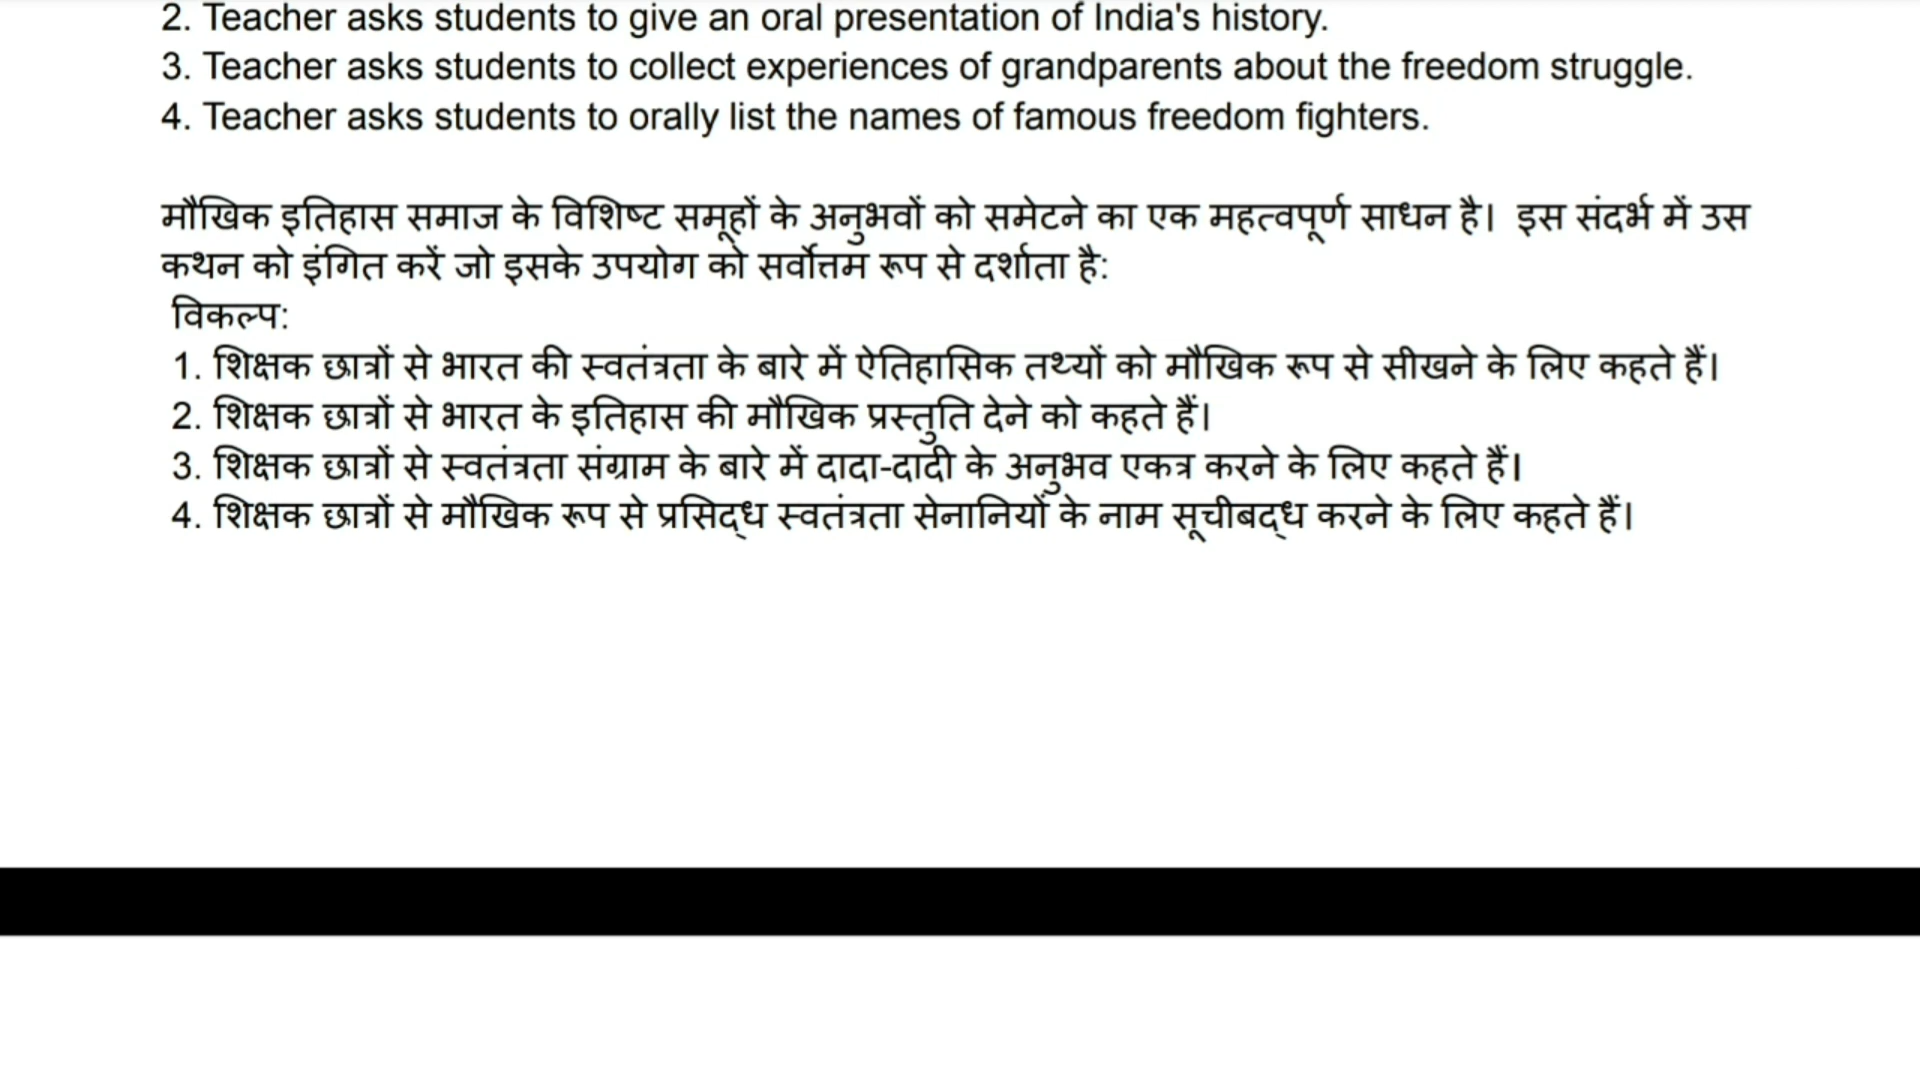 2. Teacher asks students to give an oral presentation of India's history.
3. Teacher asks students to collect experiences of grandparents about the freedom struggle.
4. Teacher asks students to orally list the names of famous freedom fighters.
मौखिक इतिहास समाज के विशिष्ट समूहों के अनुभवों को समेटने का एक महत्वपूर्ण साधन है। इस संदर्भ में उस
कथन को इंगित करें जो इसके उपयोग को सर्वोत्तम रूप से दर्शाता है:
विकल्प:
1. शिक्षक छात्रों से भारत की स्वतंत्रता के बारे में ऐतिहासिक तथ्यों को मौखिक रूप से सीखने के लिए कहते हैं।
2. शिक्षक छात्रों से भारत के इतिहास की मौखिक प्रस्तुति देने को कहते हैं।
3. शिक्षक छात्रों से स्वतंत्रता संग्राम के बारे में दादा-दादी के अनुभव एकत्र करने के लिए कहते हैं।
4. शिक्षक छात्रों से मौखिक रूप से प्रसिद्ध स्वतंत्रता सेनानियों के नाम सूचीबद्ध करने के लिए कहते हैं।